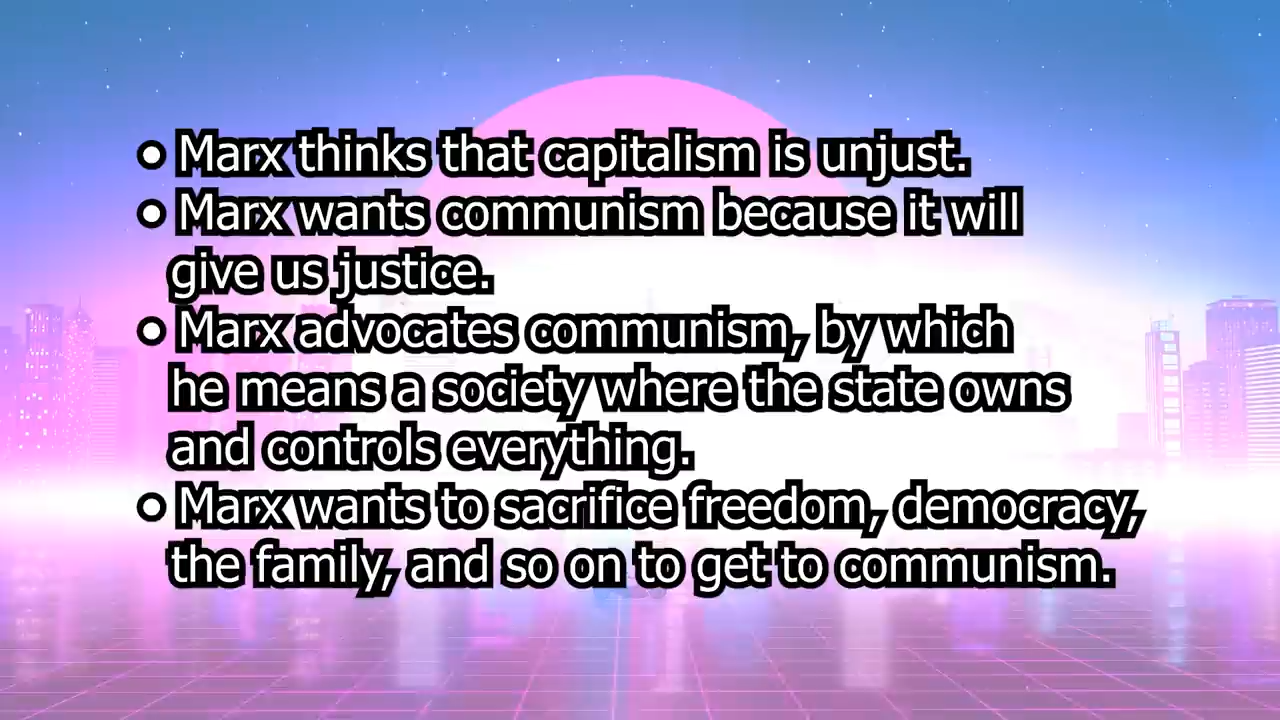 • Marx thinks that capitalism is unjust.
• Marx wants communism because it will
give us justice.
• Marx advocates communism, by which
he means a society where the state owns
and controls everything.
• Marx wants to sacrifice freedom, democracy,
the family, and so on to get to communism.